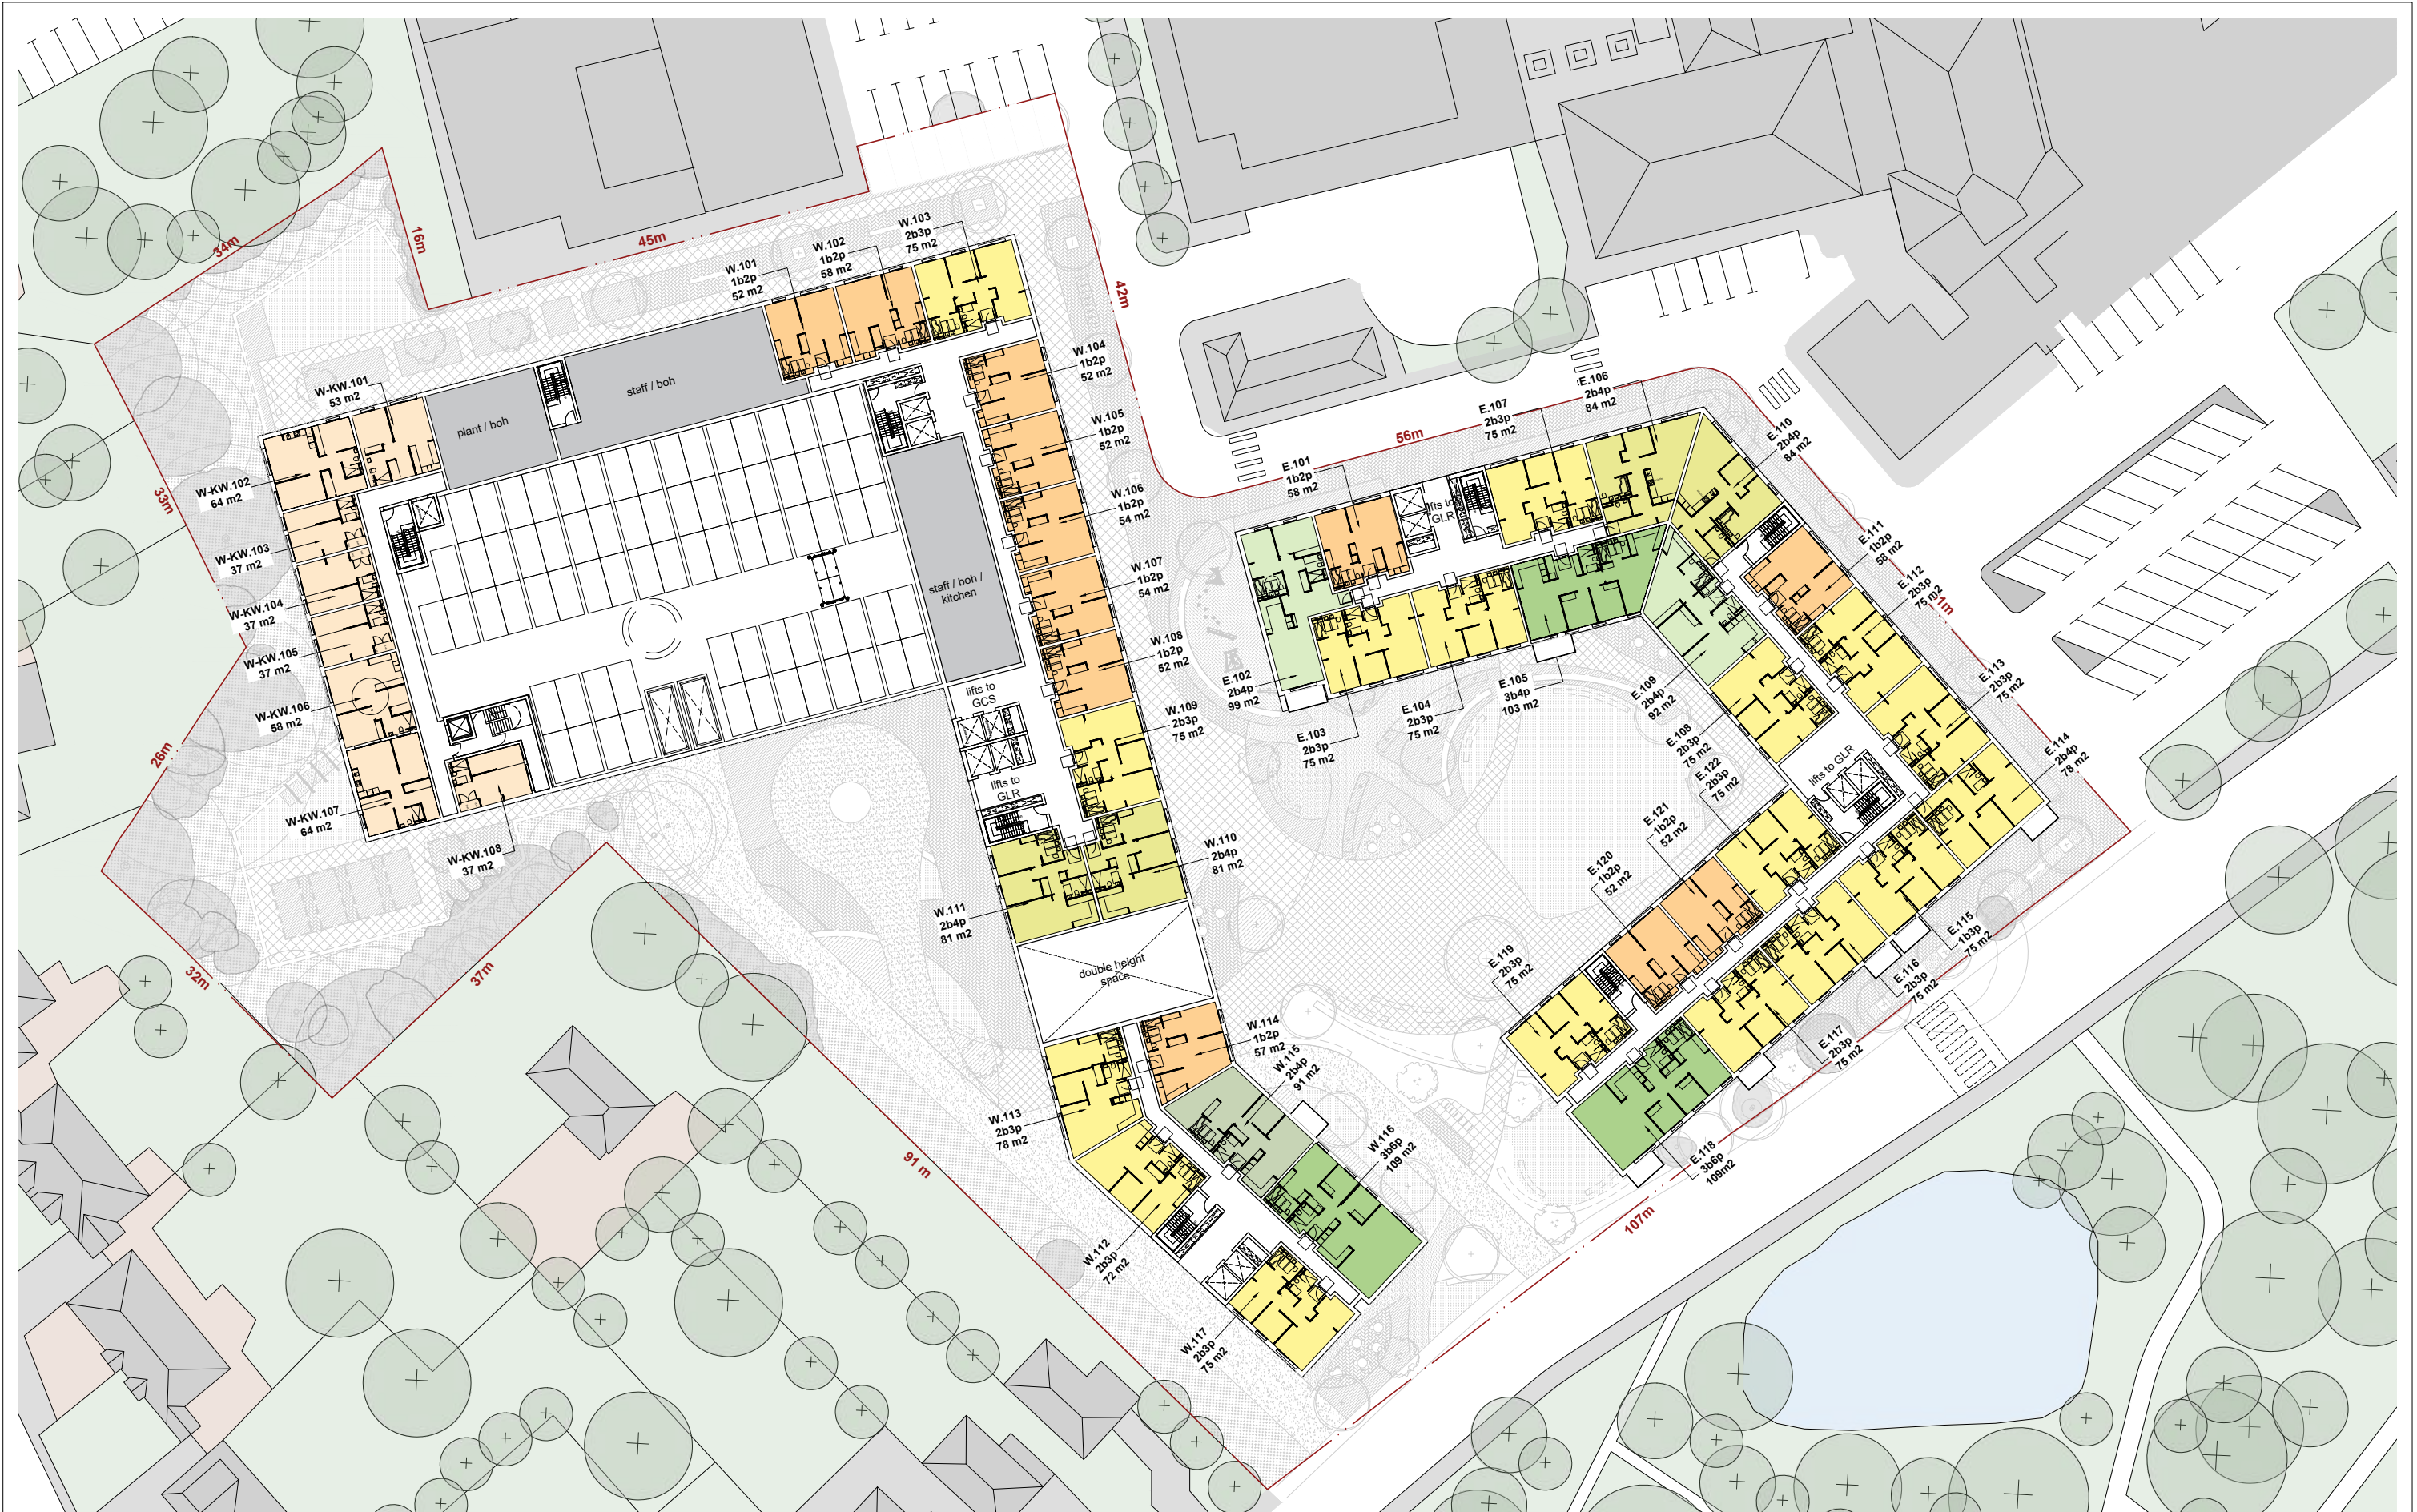 34m
16m
45m
W.103
2b3p
75 m2
W.102
1b2p
58 m2
W.101
1b2p
52 m2
42m
W.104
1b2p
52 m2
W.105
1b2p
52 m2
W.106
1b2p
54 m2
W.107
1b2p
54 m2
W.108
1b2p
52 m2
W.109
2b3p
75 m2
W.110
2b4p
81 m2
W.111
2b4p
81 m2
W-KW.101
53 m2
plant / boh
staff / boh
W-KW.102
64 m2
33m
W-KW.103
37 m2
W-KW.104
37 m2
W-KW.105
37 m2
W-KW.106
58 m2
W-KW.107
64 m2
W-KW.108
37 m2
26m
32m
37m
staff / boh /
kitchen
lifts to
GCS
lifts to
GLR
double height
space
W.114
1b2p
57 m2
W.115
2b4p
91 m2
W.116
3b6p
109 m2
W.113
2b3p
78 m2
W.112
2b3p
72 m2
W.117
2b3p
75 m2
91 m
107m
56m
E.101
1b2p
58 m2
E.107
2b3p
75 m2
E.106
2b4p
84 m2
E.110
2b4p
84 m2
E.111
1b2p
58 m2
E.112
2b3p
75 m2
1m
E.113
2b3p
75 m2
E.114
2b4p
78 m2
lifts to
GLR
E.102
2b4p
99 m2
E.103
2b3p
75 m2
E.104
2b3p
75 m2
E.105
3b4p
103 m2
E.109
2b4p
92 m2
E.108
2b3p
75 m2
E.122
2b3p
75 m2
lifts to GLR
E.121
1b2p
52 m2
E.120
1b2p
52 m2
E.119
2b3p
75 m2
E.115
1b3p
75 m2
E.116
2b3p
75 m2
E.117
2b3p
75 m2
E.118
3b6p
109m2